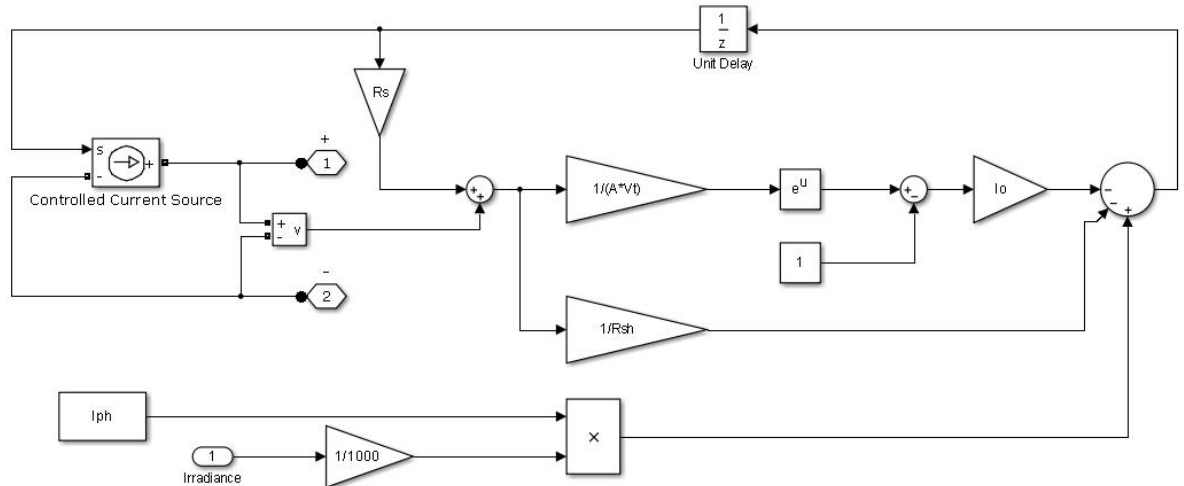 1
z
Unit Delay
Rs
s
+
-
+
1
Controlled Current Source
+
-
v
-
2
+
+
1/(A*Vt)
e^u
+
-
1
Io
-
-
+
1/Rsh
Iph
×
1
Irradiance
1/1000